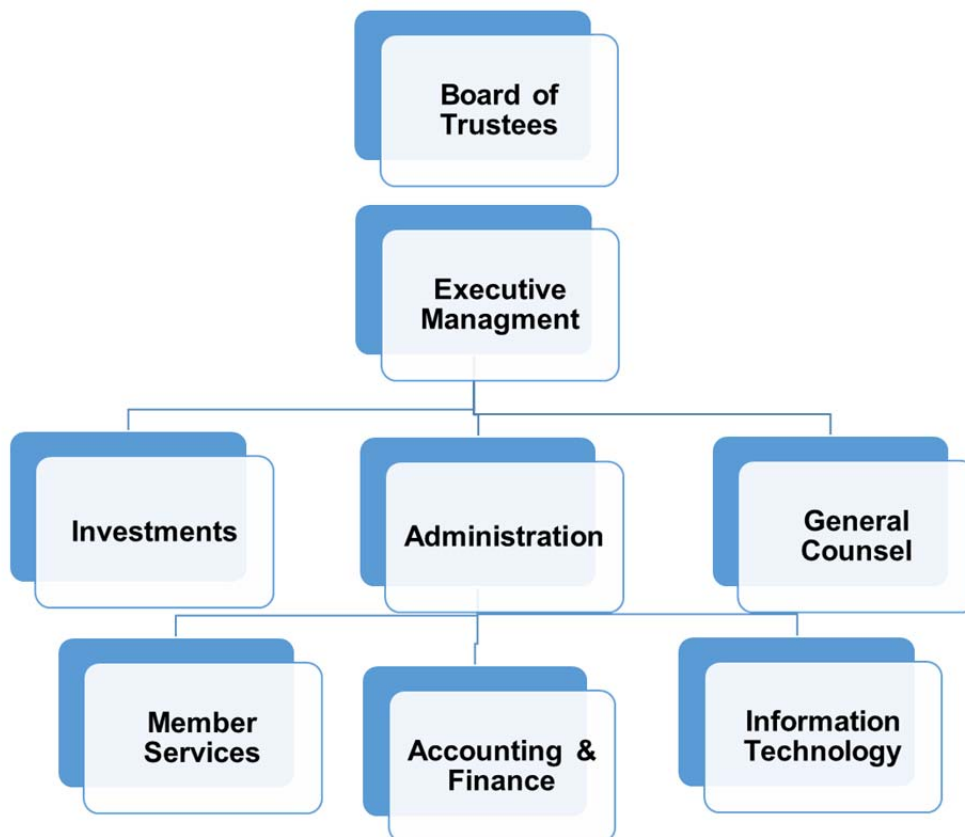 Board of
Trustees
Executive
Managment
Investments
Administration
General
Counsel
Member
Services
Accounting &
Finance
Information
Technology